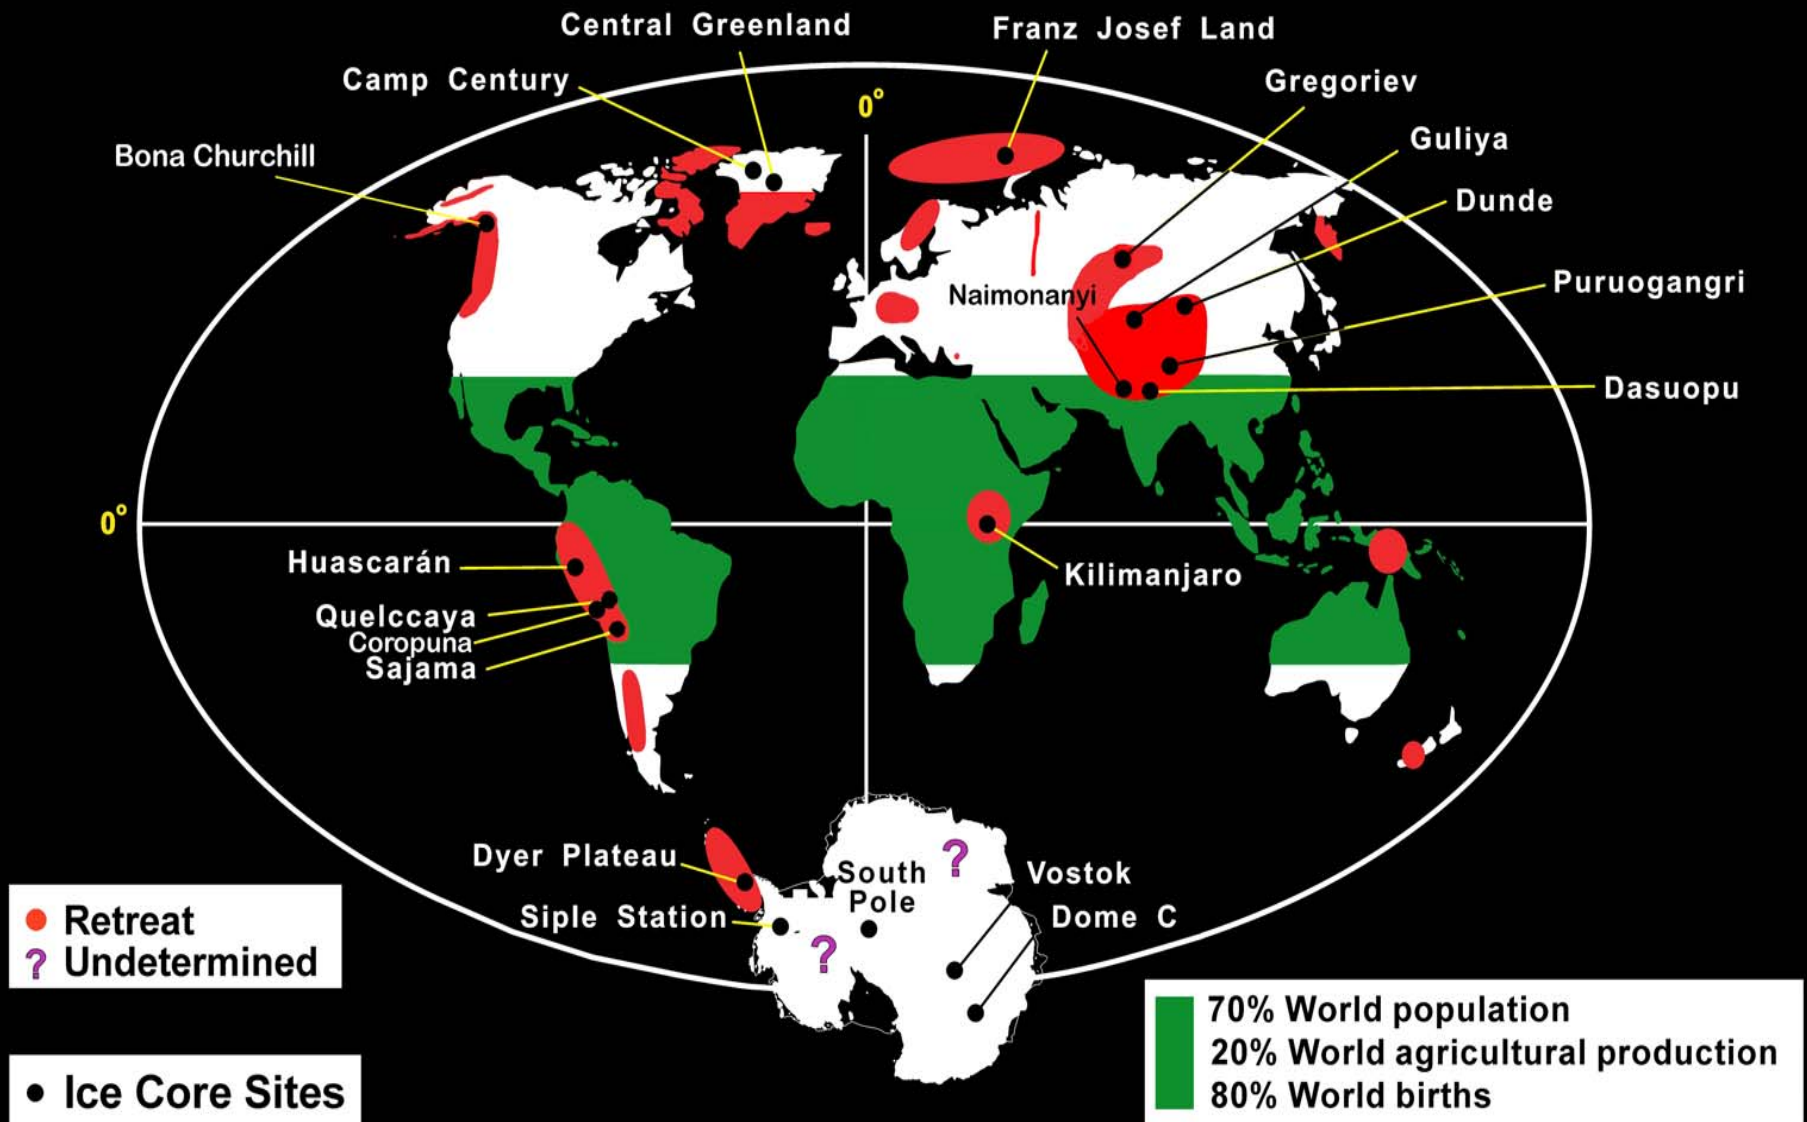 Central Greenland
Franz Josef Land
Camp Century
Gregoriev
0°
Guliya
Bona Churchill
Dunde
Puruogangri
Naimonanyi
Dasuopu
0°
Huascarán
Kilimanjaro
Quelccaya
Coropuna
Sajama
Dyer Plateau
?
South
Pole
Vostok
Siple Station
Dome C
?
Retreat
? Undetermined
Ice Core Sites
70% World population
20% World agricultural production
80% World births